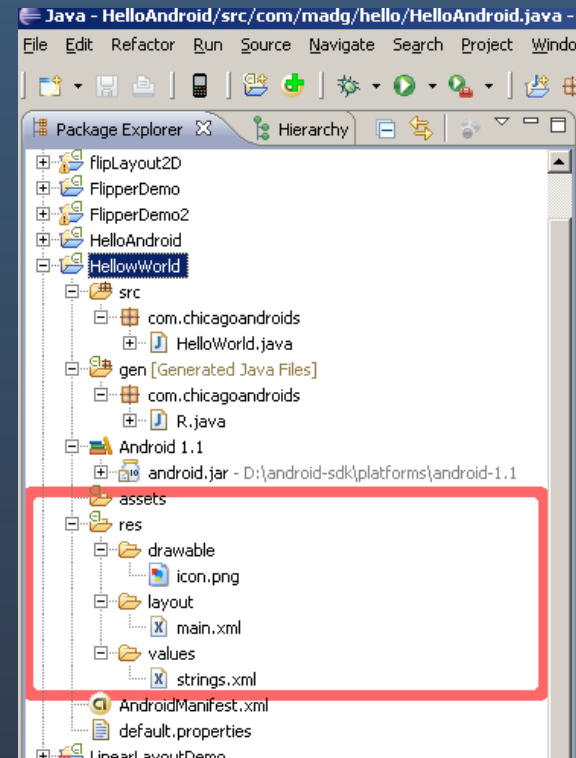 Java - HelloAndroid/src/com/madg/hello/HelloAndroid.java -
File Edit Refactor Run Source Navigate Search Project Windo
Package Explorer Hierarchy
flipLayout2D
FlipperDemo
FlipperDemo2
HelloAndroid
HellowWorld
src
com.chicagoandroids
HelloWorld.java
gen [Generated Java Files]
com.chicagoandroids
R.java
Android 1.1
android.jar - D:\android-sdk\platforms\android-1.1
assets
res
drawable
icon.png
layout
main.xml
values
strings.xml
AndroidManifest.xml
default.properties
LinearLayoutDemo